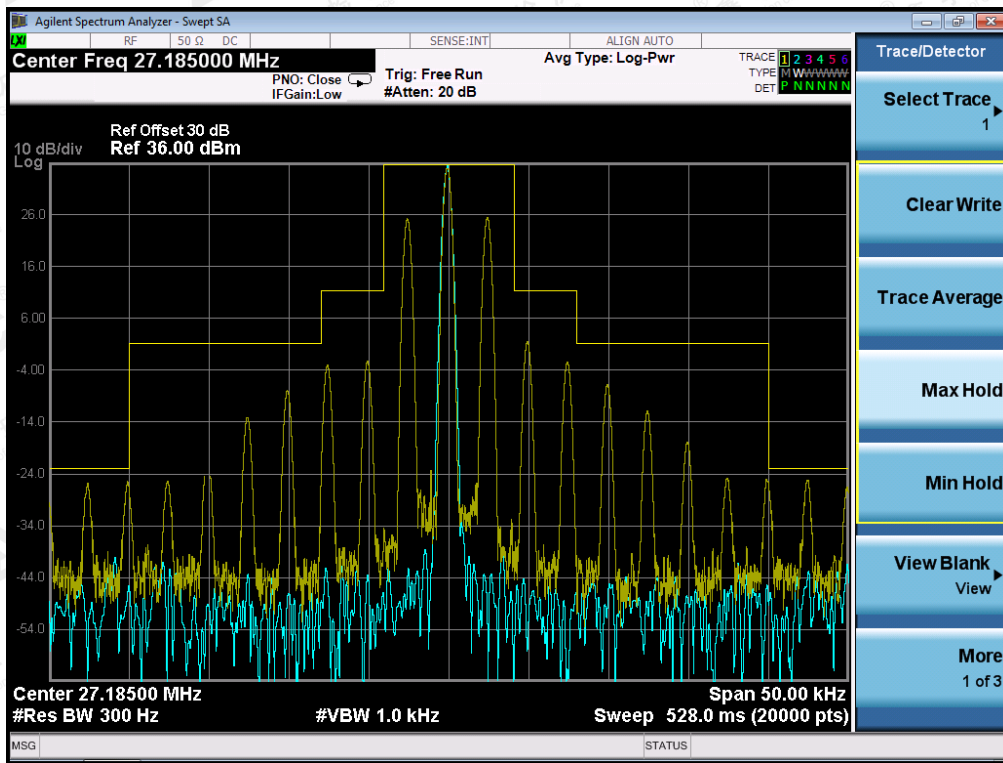 Agilent Spectrum Analyzer - Swept SA
LXI RF 50 Ω DC SENSE:INT ALIGN AUTO
Center Freq 27.185000 MHz
PNO: Close
IFGain:Low
Trig: Free Run
#Atten: 20 dB
Avg Type: Log-Pwr
TRACE 1 2 3 4 5 6
TYPE M W W W W W
DET P N N N N N
Ref Offset 30 dB
10 dB/div Ref 36.00 dBm
Log
26.0
16.0
6.00
-4.00
-14.0
-24.0
-34.0
-44.0
-54.0
Center 27.18500 MHz Span 50.00 kHz
#Res BW 300 Hz #VBW 1.0 kHz Sweep 528.0 ms (20000 pts)
MSG STATUS
Trace/Detector
Select Trace
1
Clear Write
Trace Average
Max Hold
Min Hold
View Blank
View
More
1 of 3